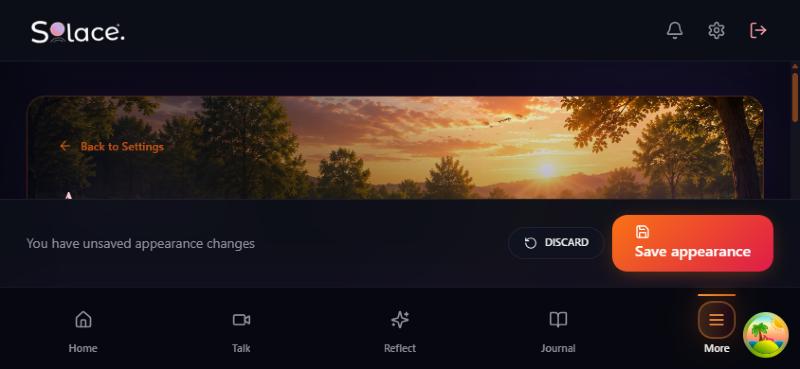 Solace.
Back to Settings
You have unsaved appearance changes
DISCARD
Save appearance
Home
Talk
Reflect
Journal
More